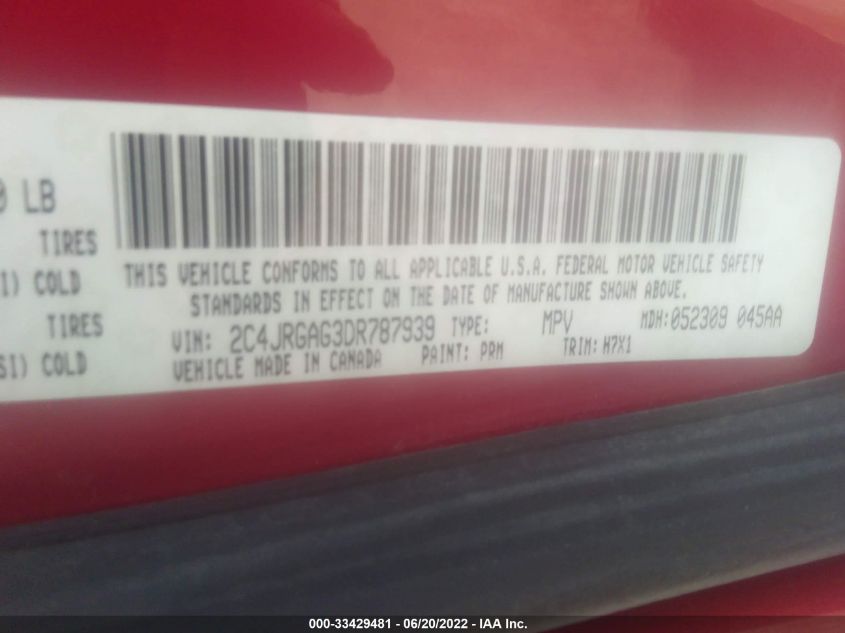 0 LB
TIRES
I) COLD
TIRES
SI) COLD
THIS VEHICLE CONFORMS TO ALL APPLICABLE U.S.A. FEDERAL MOTOR VEHICLE SAFETY
STANDARDS IN EFFECT ON THE DATE OF MANUFACTURE SHOWN ABOVE.
VIN: 2C4JRGAG3DR787939 TYPE: MPV MDH:052309 045AA
VEHICLE MADE IN CANADA PAINT: PRM TRIM: H7X1
000-33429481 - 06/20/2022 - IAA Inc.